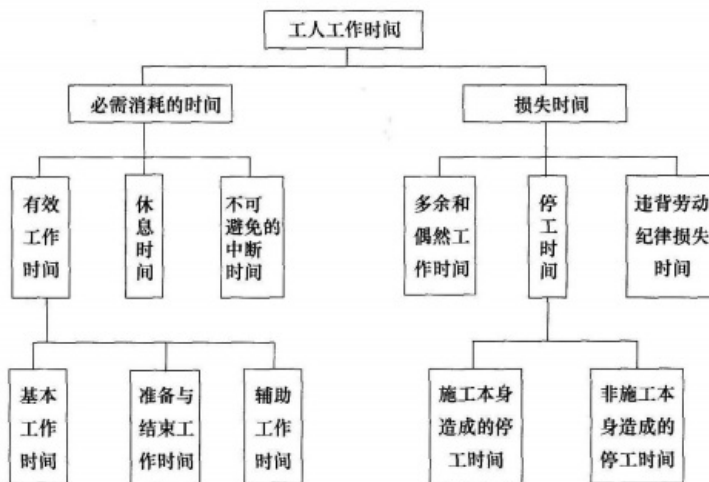 工人工作时间
必需消耗的时间
损失时间
有效
工作
时间
休
息
时
间
不可
避免的
中断
时间
多余和
偶然工
作时间
停
工
时
间
违背劳动
纪律损失
时间
基本
工作
时间
准备与
结束工
作时间
辅助
工作
时间
施工本身
造成的停
工时间
非施工本
身造成的
停工时间